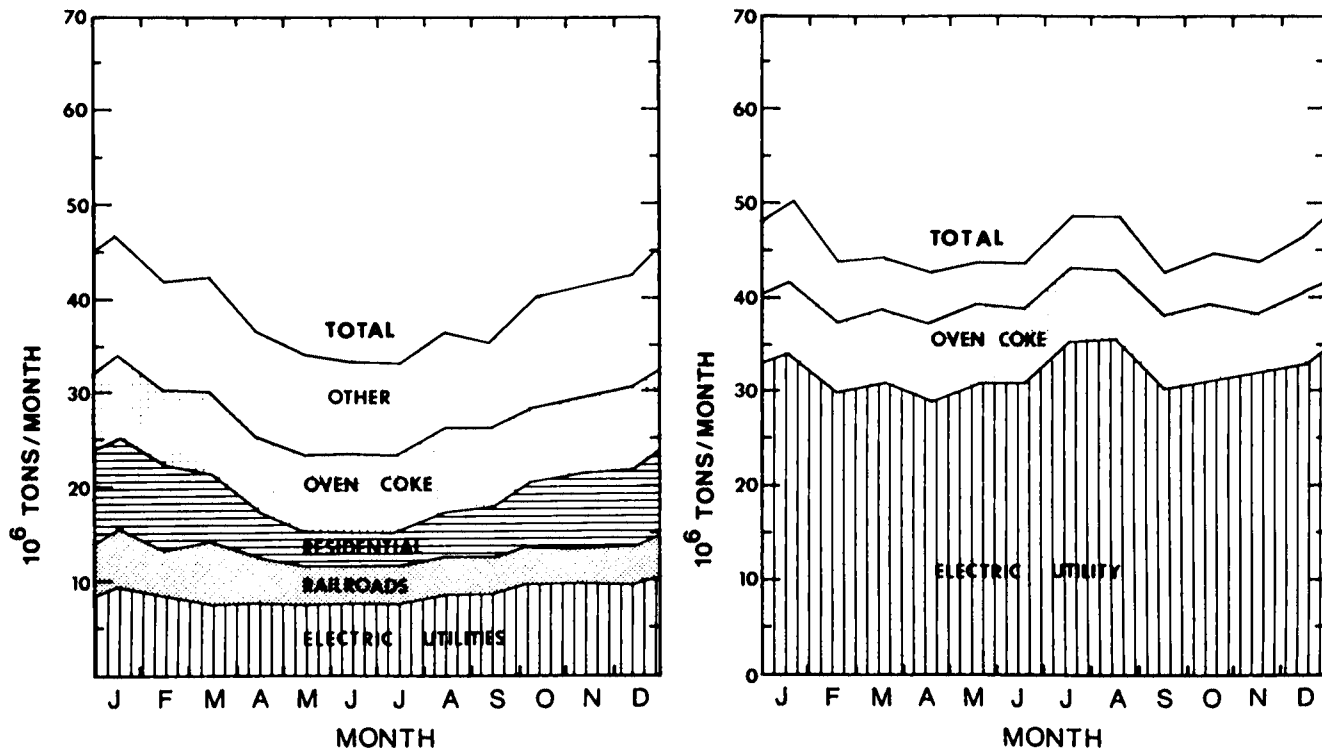 70
60
50
40
30
20
10
10⁶ TONS/MONTH
TOTAL
OTHER
OVEN COKE
RESIDENTIAL
RAILROADS
ELECTRIC UTILITIES
J F M A M J J A S O N D
MONTH
70
60
50
40
30
20
10
0
10⁶ TONS/MONTH
TOTAL
OVEN COKE
ELECTRIC UTILITY
J F M A M J J A S O N D
MONTH